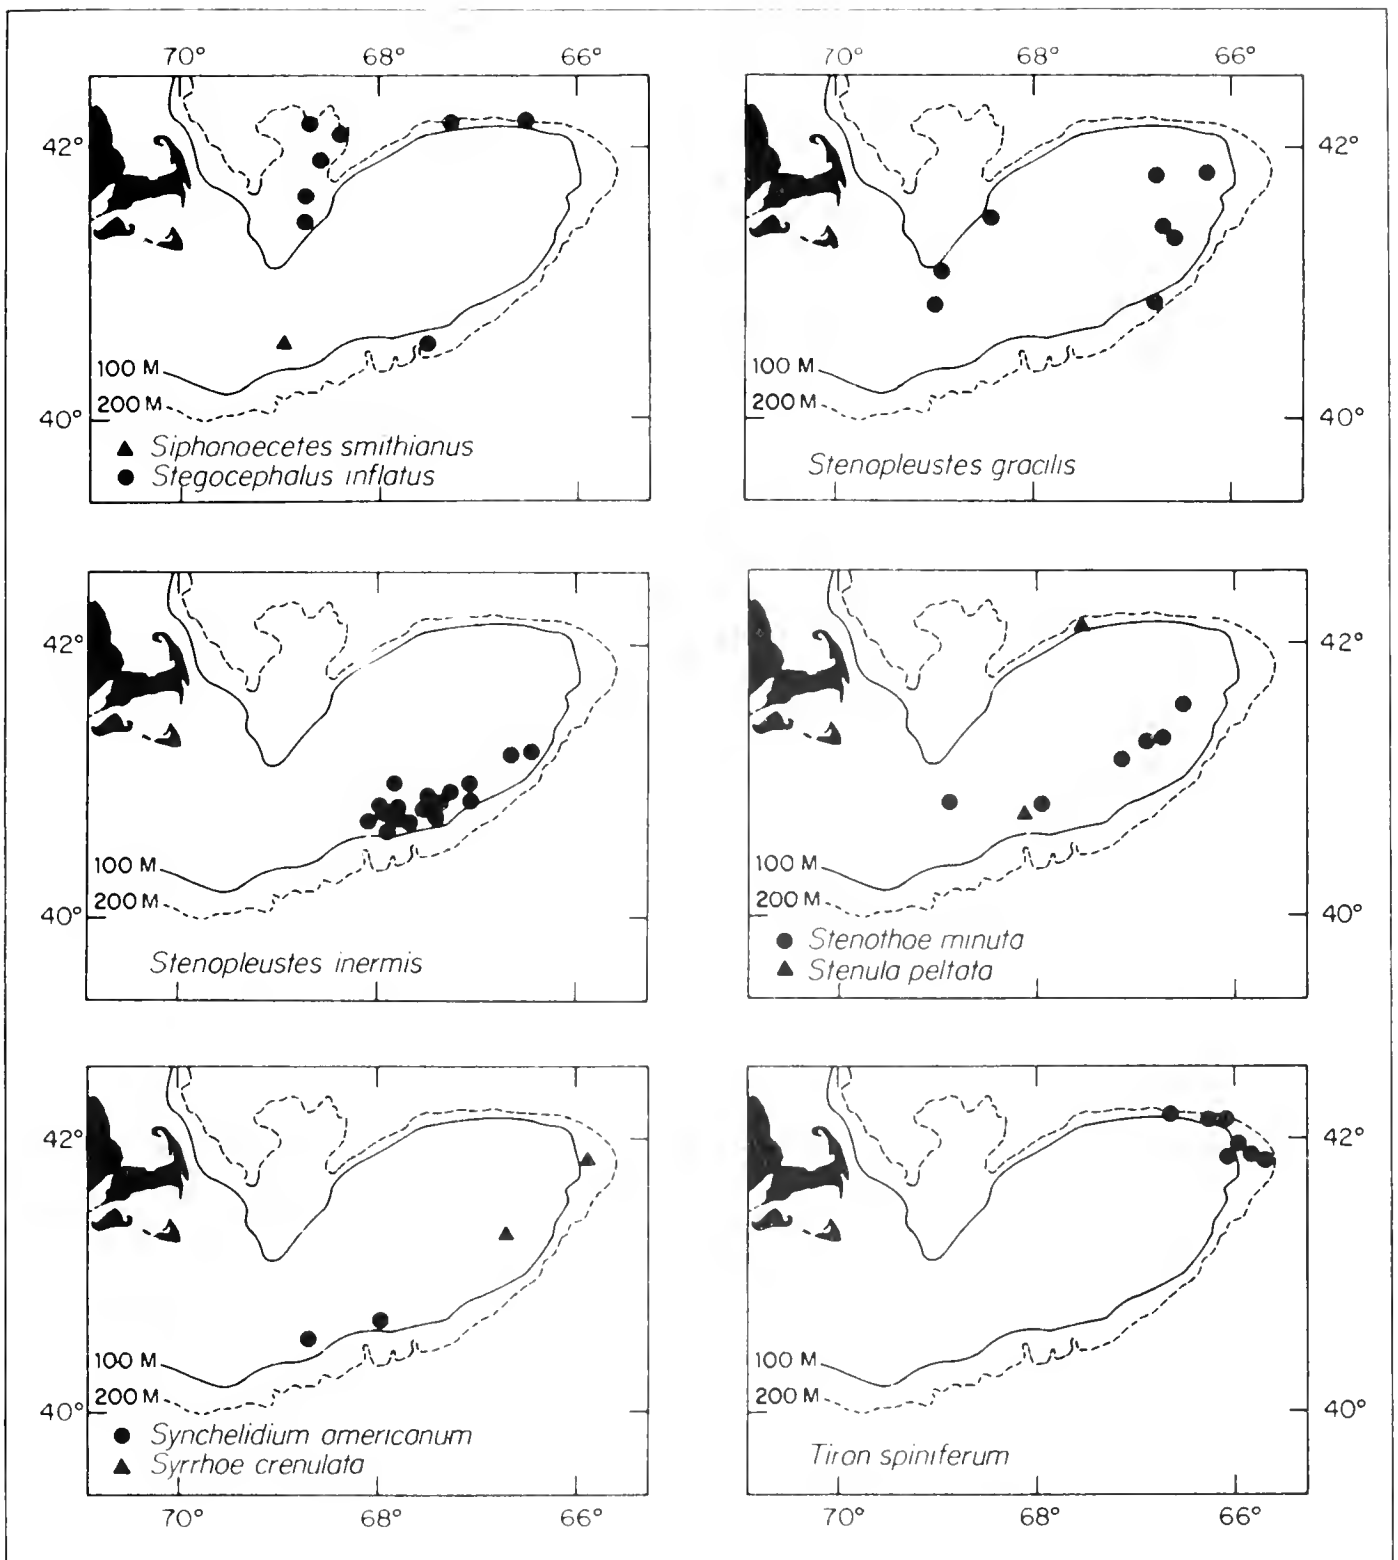 70° 68° 66°
42°
100 M
200 M
40°
Siphonoecetes smithianus
Stegocephalus inflatus
70° 68° 66°
42°
100 M
200 M
40°
Stenopleustes gracilis
42°
100 M
200 M
40°
Stenopleustes inermis
42°
100 M
200 M
40°
Stenothoe minuta
Stenula peltata
42°
100 M
200 M
40°
Synchelidium americanum
Syrrhoe crenulata
70° 68° 66°
42°
100 M
200 M
40°
Tiron spiniferum
70° 68° 66°